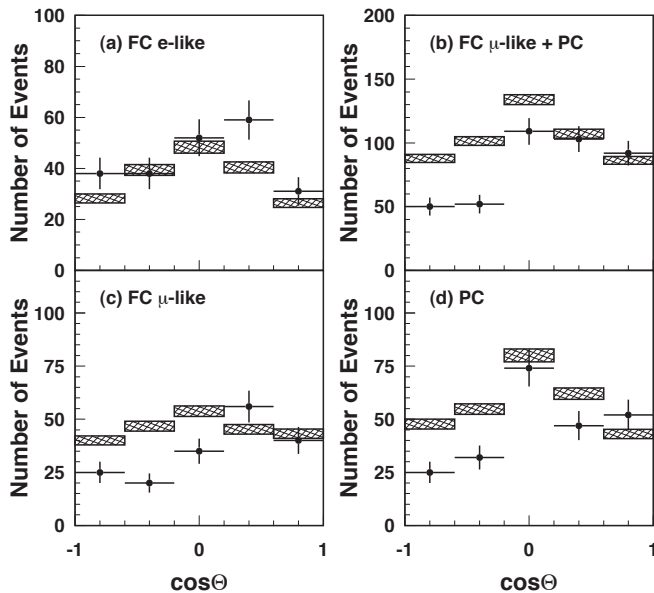 (a) FC e-like
(b) FC μ-like + PC
Number of Events
80
60
40
20
0
Number of Events
200
150
100
50
0
(c) FC μ-like
(d) PC
Number of Events
100
75
50
25
0
Number of Events
100
75
50
25
0
-1 0 1
-1 0 1
cosΘ
cosΘ